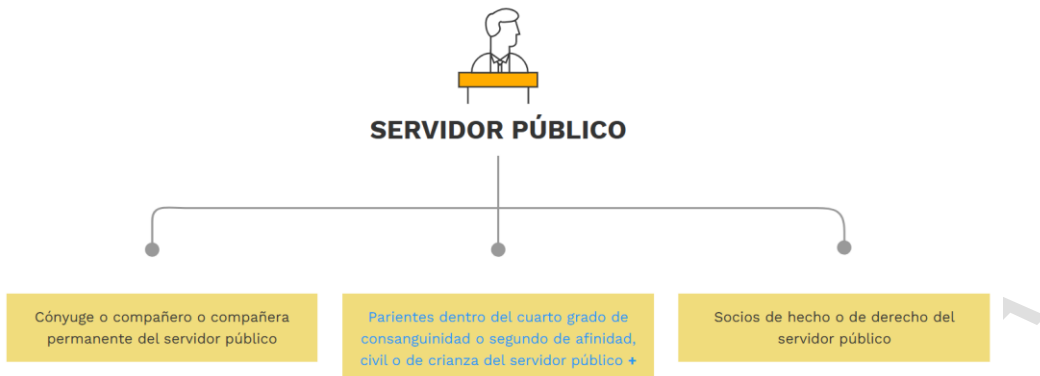 SERVIDOR PÚBLICO
Cónyuge o compañero o compañera
permanente del servidor público
Parientes dentro del cuarto grado de
consanguinidad o segundo de afinidad,
civil o de crianza del servidor público +
Socios de hecho o de derecho del
servidor público